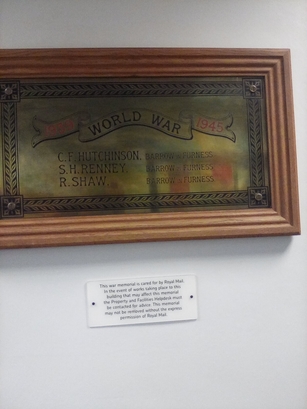 1939 WORLD WAR 1945
C.F. HUTCHINSON, BARROW-IN-FURNESS.
S.H. RENNEY, BARROW-IN-FURNESS.
R. SHAW, BARROW-IN-FURNESS.
This war memorial is cared for by Royal Mail.
In the event of works taking place to this
building that may affect this memorial
the Property and Facilities Helpdesk must
be contacted for advice. This memorial
may not be removed without the express
permission of Royal Mail.